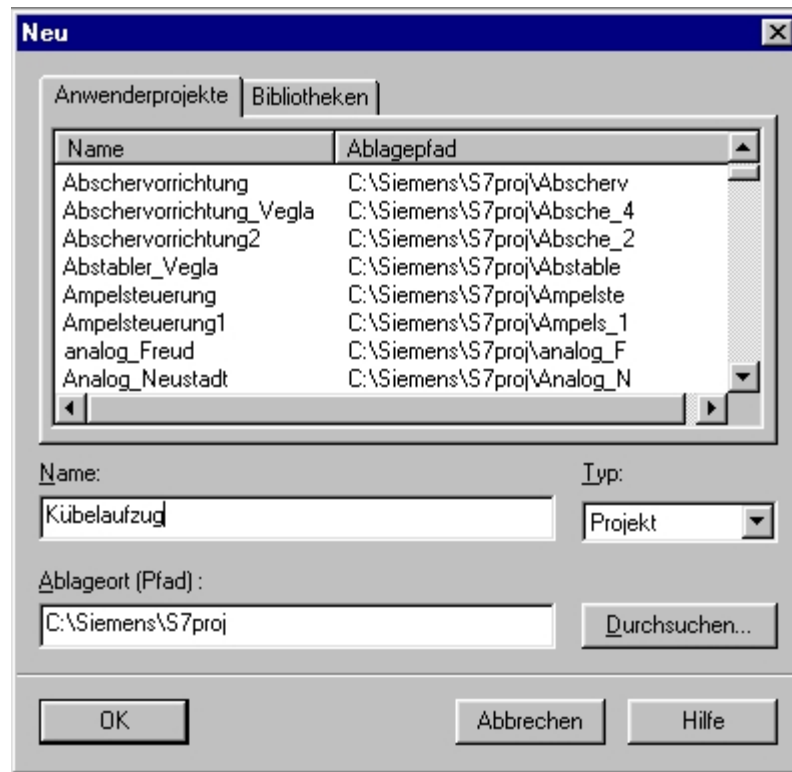 Neu
Anwenderprojekte Bibliotheken
Name Ablagepfad
Abschervorrichtung C:\Siemens\S7proj\Abscherv
Abschervorrichtung_Vegla C:\Siemens\S7proj\Absche_4
Abschervorrichtung2 C:\Siemens\S7proj\Absche_2
Abstabler_Vegla C:\Siemens\S7proj\Abstable
Ampelsteuerung C:\Siemens\S7proj\Ampelste
Ampelsteuerung1 C:\Siemens\S7proj\Ampels_1
analog_Freud C:\Siemens\S7proj\analog_F
Analog_Neustadt C:\Siemens\S7proj\Analog_N
Name: Typ:
Kübelaufzug Projekt
Ablageort (Pfad) :
C:\Siemens\S7proj Durchsuchen...
OK Abbrechen Hilfe